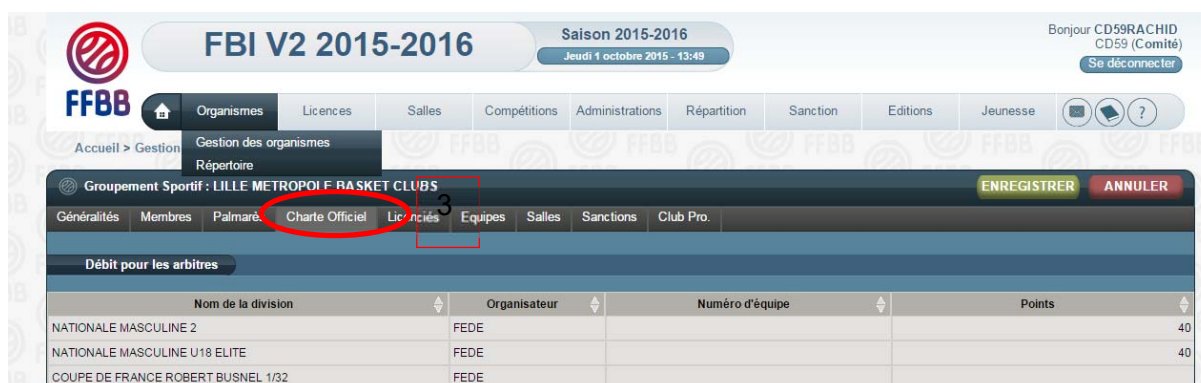 FBI V2 2015-2016
Saison 2015-2016
Jeudi 1 octobre 2015 - 13:49
Bonjour CD59RACHID
CD59 (Comité)
Se déconnecter
FFBB
Organismes Licences Salles Compétitions Administrations Répartition Sanction Editions Jeunesse ?
Accueil > Gestion
Gestion des organismes
Répertoire
Groupement Sportif : LILLE METROPOLE BASKET CLUBS
ENREGISTRER ANNULER
3
Généralités Membres Palmarès Charte Officiel Licenciés Equipes Salles Sanctions Club Pro.
Débit pour les arbitres
Nom de la division Organisateur Numéro d'équipe Points
NATIONALE MASCULINE 2 FEDE 40
NATIONALE MASCULINE U18 ELITE FEDE 40
COUPE DE FRANCE ROBERT BUSNEL 1/32 FEDE